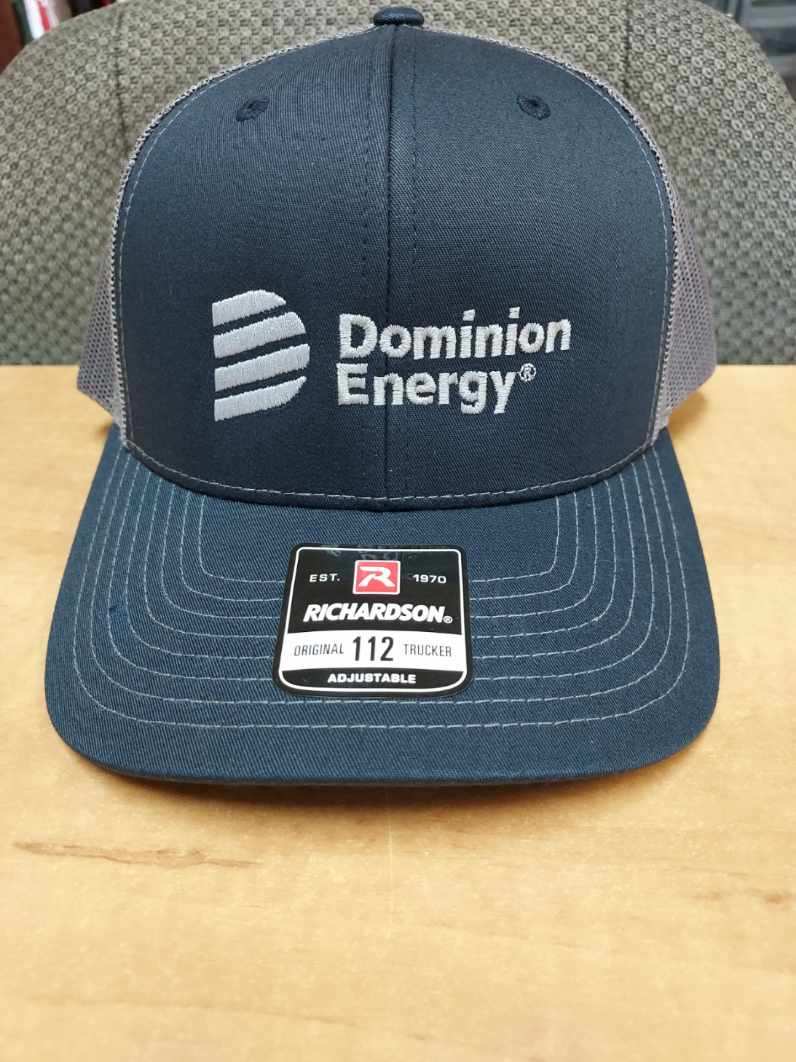 Dominion
Energy®
EST. R 1970
RICHARDSON®
ORIGINAL 112 TRUCKER
ADJUSTABLE